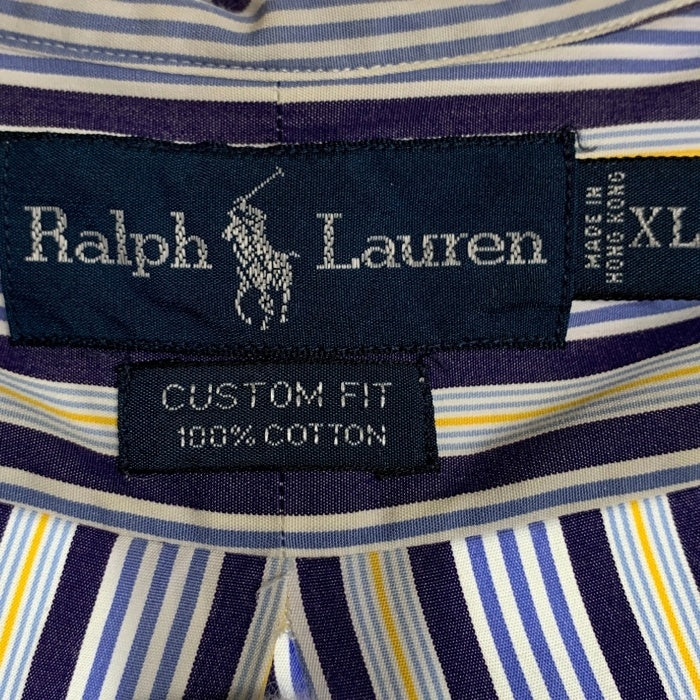 Ralph Lauren
MADE IN
HONG KONG
XL
CUSTOM FIT
100% COTTON